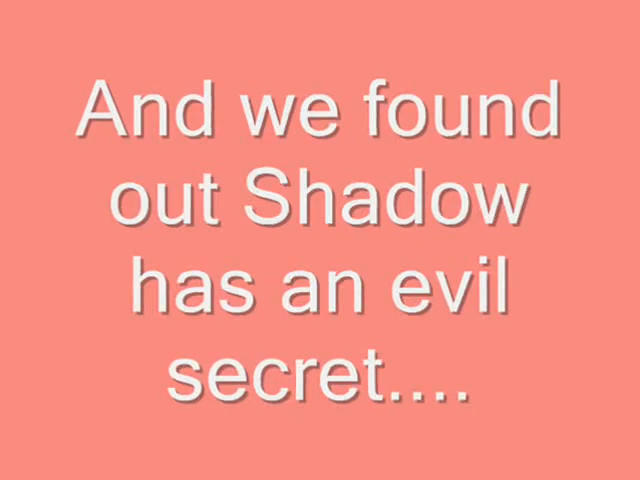 And we found
out Shadow
has an evil
secret....